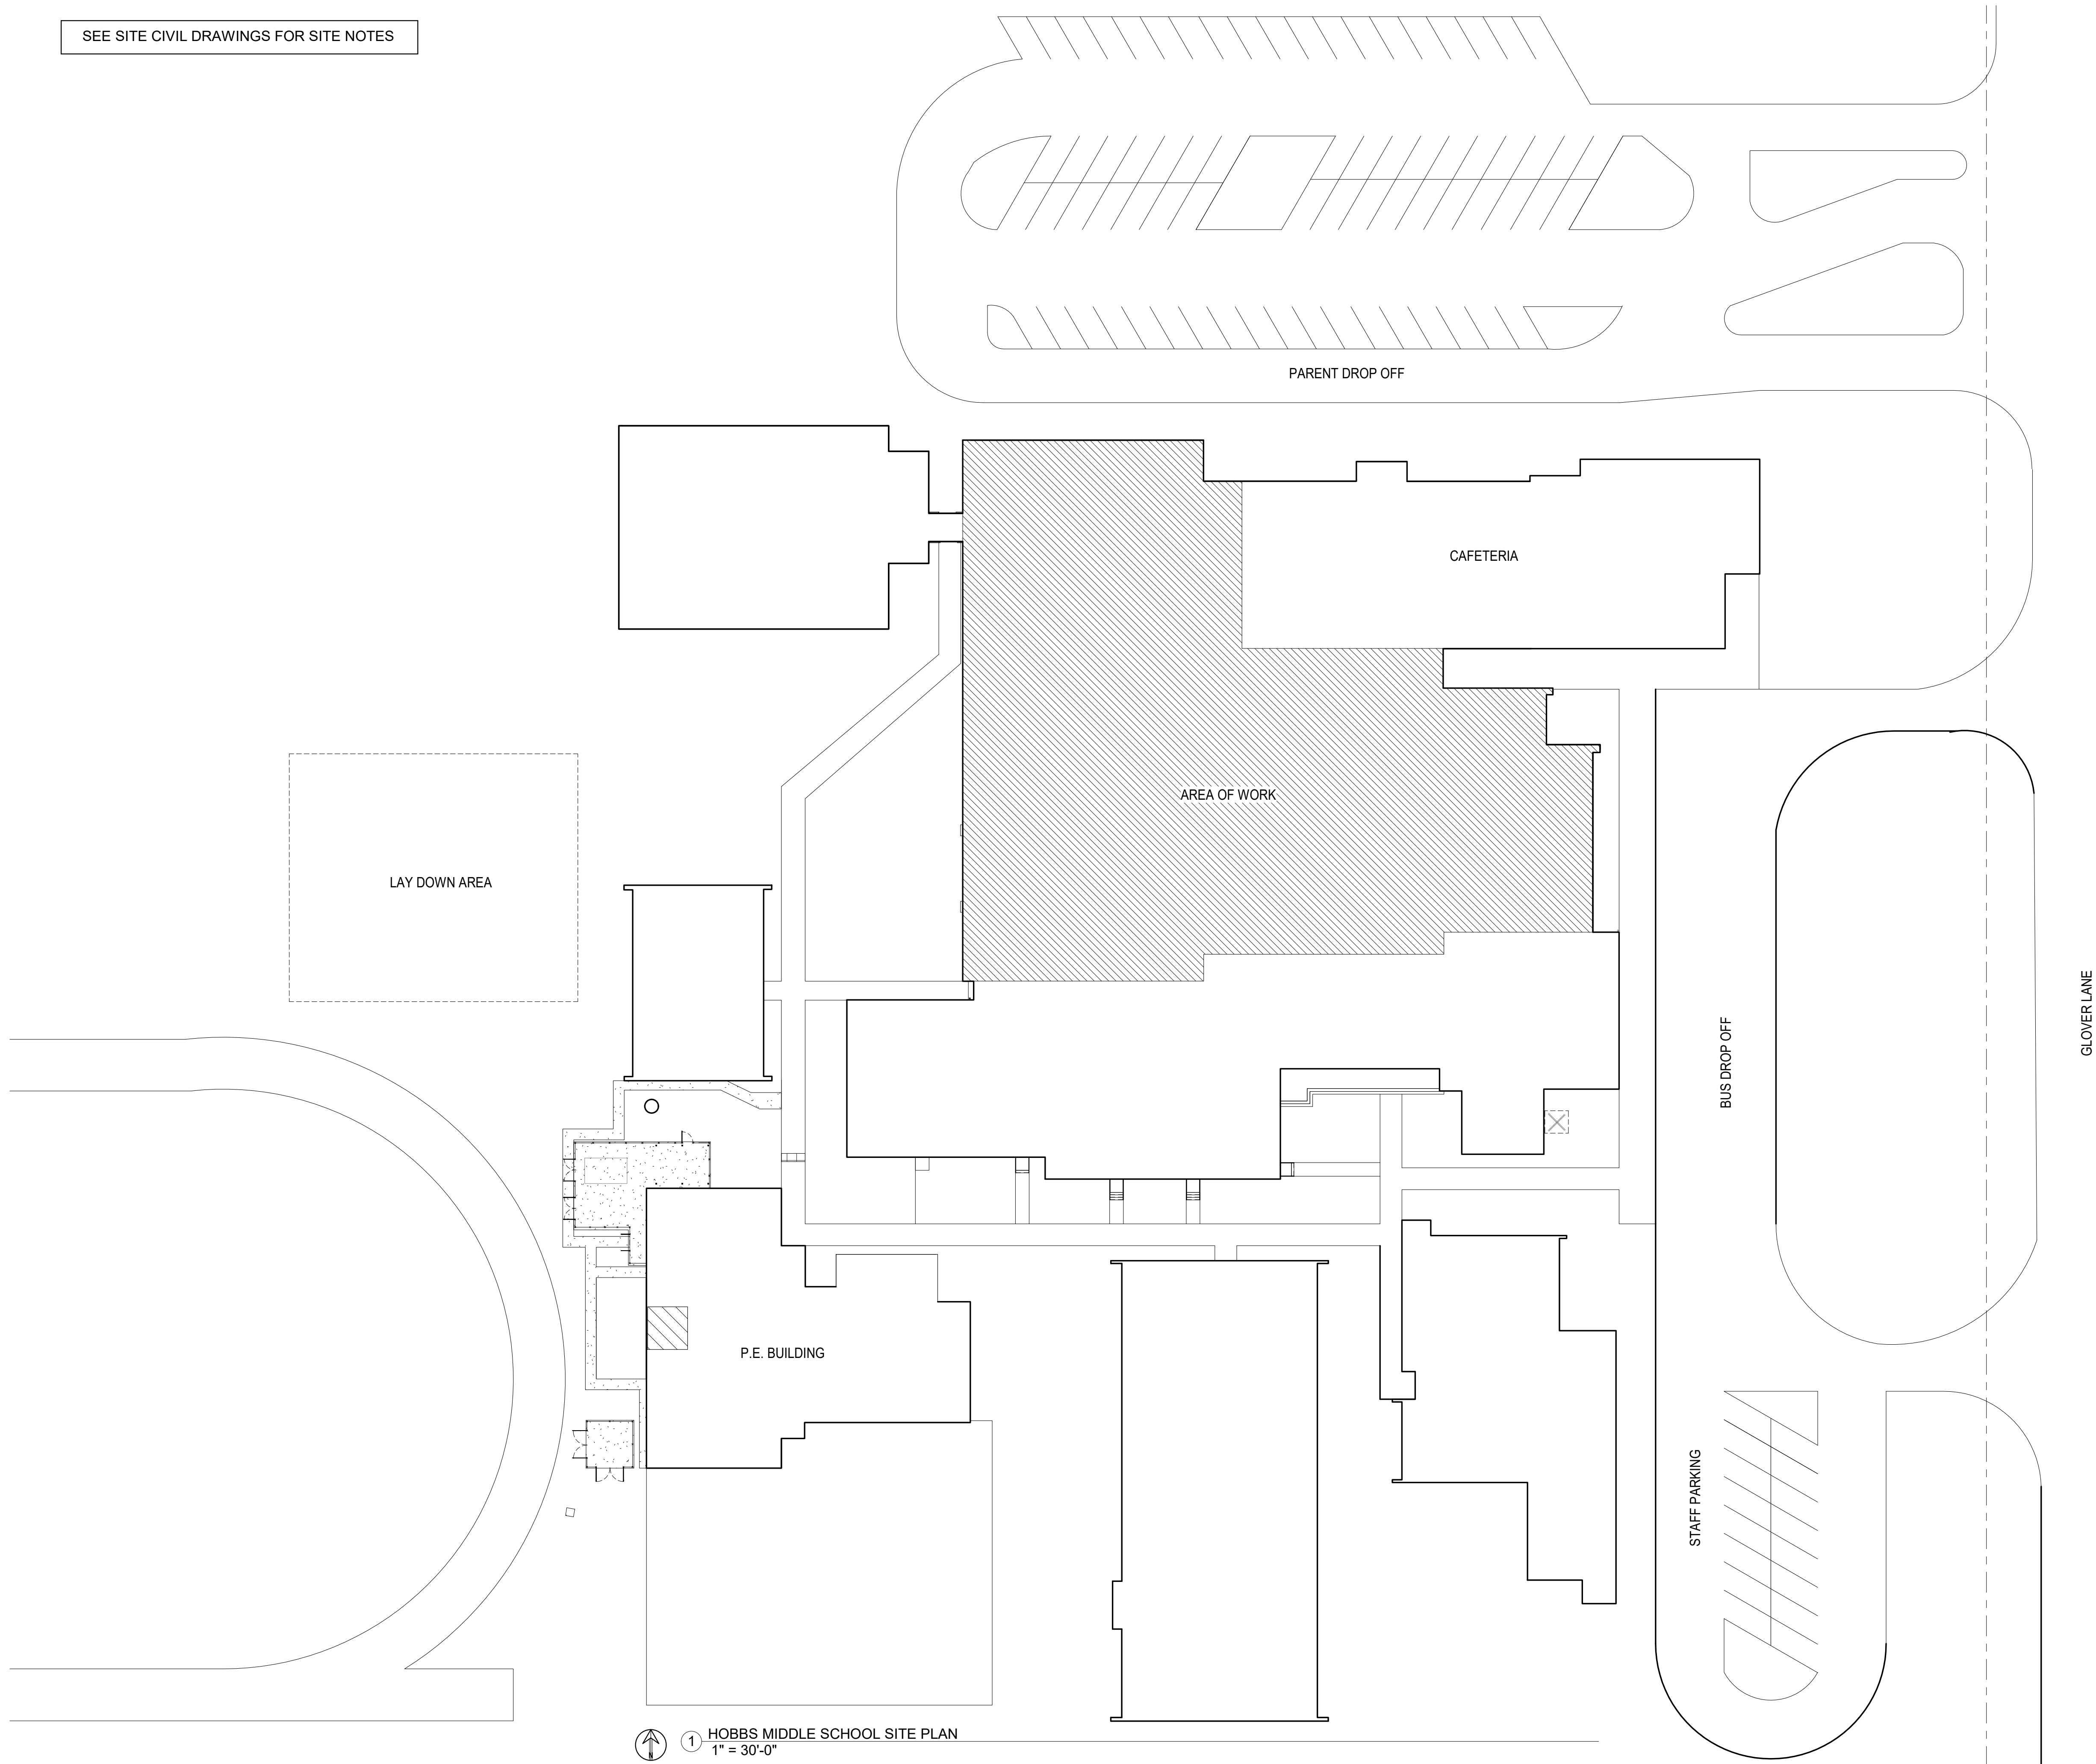 SEE SITE CIVIL DRAWINGS FOR SITE NOTES
PARENT DROP OFF
CAFETERIA
AREA OF WORK
LAY DOWN AREA
GLOVER LANE
BUS DROP OFF
P.E. BUILDING
STAFF PARKING
N
1
HOBBS MIDDLE SCHOOL SITE PLAN
1" = 30'-0"